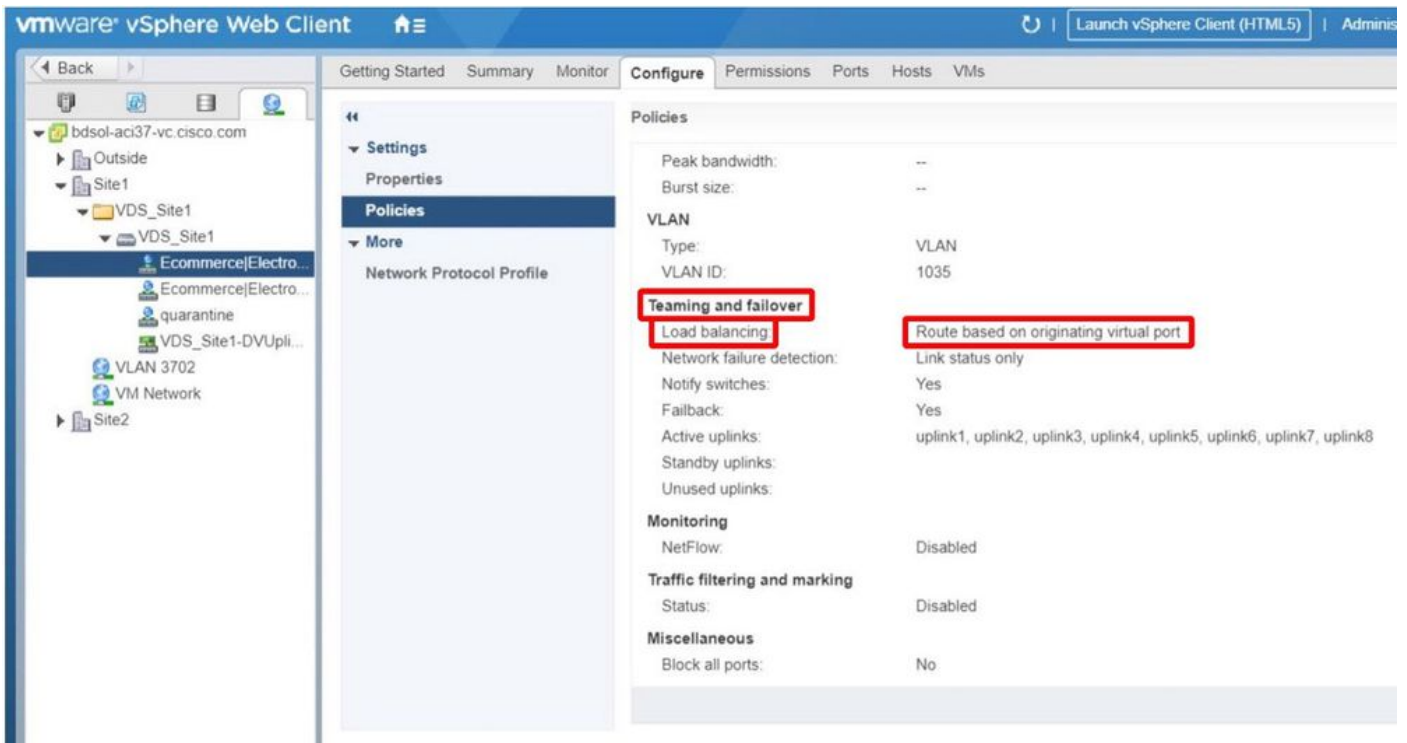 vmware® vSphere Web Client
Launch vSphere Client (HTML5) | Adminis
Back
bdsol-aci37-vc.cisco.com
Outside
Site1
VDS_Site1
VDS_Site1
Ecommerce|Electro...
Ecommerce|Electro...
quarantine
VDS_Site1-DVUpli...
VLAN 3702
VM Network
Site2
Getting Started Summary Monitor Configure Permissions Ports Hosts VMs
Settings
Properties
Policies
More
Network Protocol Profile
Policies
Peak bandwidth: --
Burst size: --
VLAN
Type: VLAN
VLAN ID: 1035
Teaming and failover
Load balancing: Route based on originating virtual port
Network failure detection: Link status only
Notify switches: Yes
Failback: Yes
Active uplinks: uplink1, uplink2, uplink3, uplink4, uplink5, uplink6, uplink7, uplink8
Standby uplinks:
Unused uplinks:
Monitoring
NetFlow: Disabled
Traffic filtering and marking
Status: Disabled
Miscellaneous
Block all ports: No